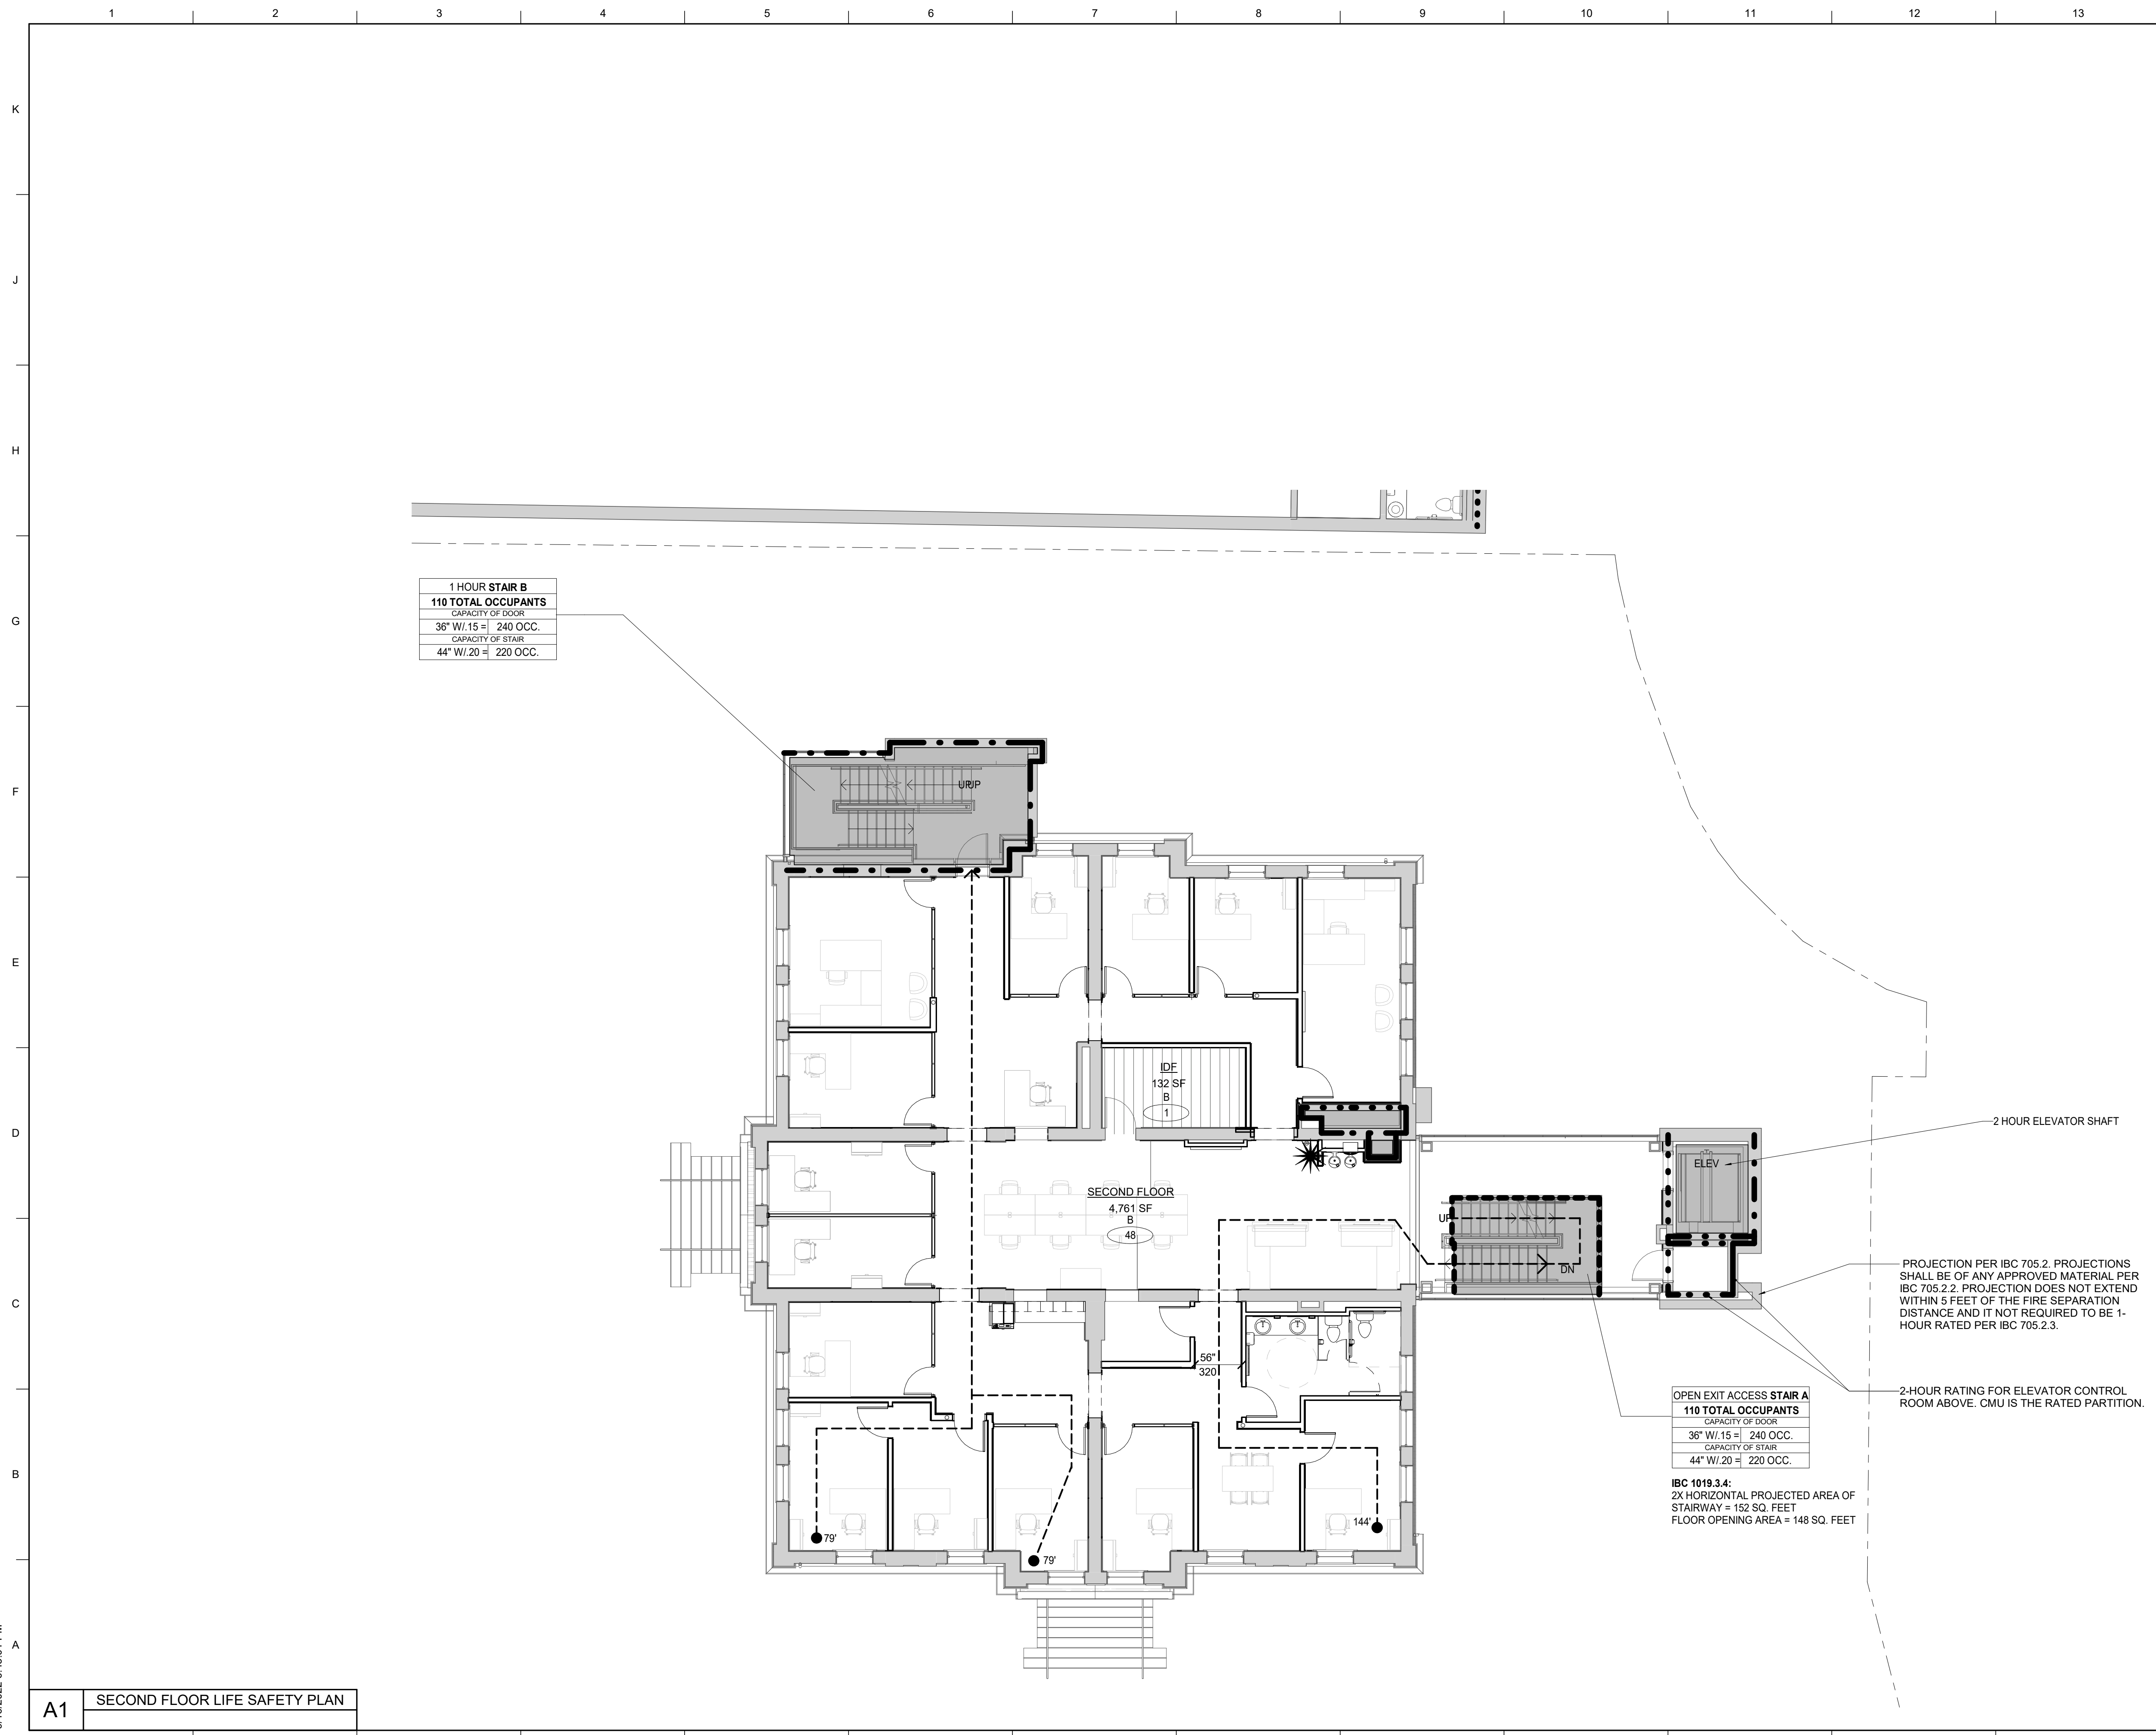 1 2 3 4 5 6 7 8 9 10 11 12 13
K
J
H
G
F
E
D
C
B
A
1 HOUR STAIR B
110 TOTAL OCCUPANTS
CAPACITY OF DOOR
36" W/.15 = 240 OCC.
CAPACITY OF STAIR
44" W/.20 = 220 OCC.
UP
UP
IDF
132 SF
B
1
SECOND FLOOR
4,761 SF
B
48
2 HOUR ELEVATOR SHAFT
ELEV
UP
DN
PROJECTION PER IBC 705.2. PROJECTIONS
SHALL BE OF ANY APPROVED MATERIAL PER
IBC 705.2.2. PROJECTION DOES NOT EXTEND
WITHIN 5 FEET OF THE FIRE SEPARATION
DISTANCE AND IT NOT REQUIRED TO BE 1-
HOUR RATED PER IBC 705.2.3.
56"
320
2-HOUR RATING FOR ELEVATOR CONTROL
ROOM ABOVE. CMU IS THE RATED PARTITION.
OPEN EXIT ACCESS STAIR A
110 TOTAL OCCUPANTS
CAPACITY OF DOOR
36" W/.15 = 240 OCC.
CAPACITY OF STAIR
44" W/.20 = 220 OCC.
IBC 1019.3.4:
2X HORIZONTAL PROJECTED AREA OF
STAIRWAY = 152 SQ. FEET
FLOOR OPENING AREA = 148 SQ. FEET
79'
79'
144'
A1 SECOND FLOOR LIFE SAFETY PLAN